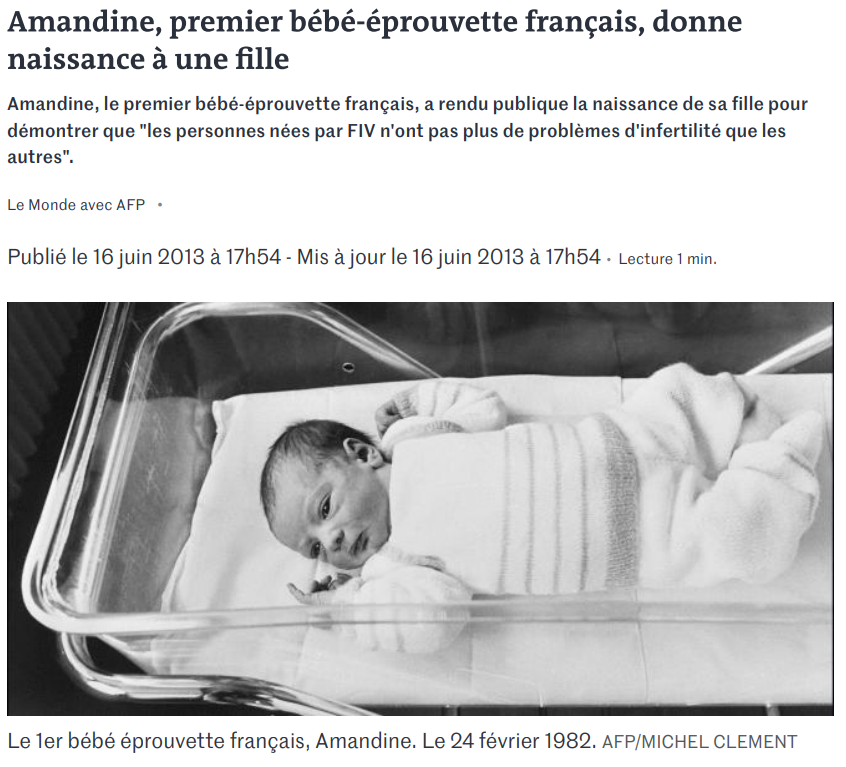 Amandine, premier bébé-éprouvette français, donne
naissance à une fille
Amandine, le premier bébé-éprouvette français, a rendu publique la naissance de sa fille pour
démontrer que "les personnes nées par FIV n'ont pas plus de problèmes d'infertilité que les
autres".
Le Monde avec AFP •
Publié le 16 juin 2013 à 17h54 - Mis à jour le 16 juin 2013 à 17h54 • Lecture 1 min.
Le 1er bébé éprouvette français, Amandine. Le 24 février 1982. AFP/MICHEL CLEMENT